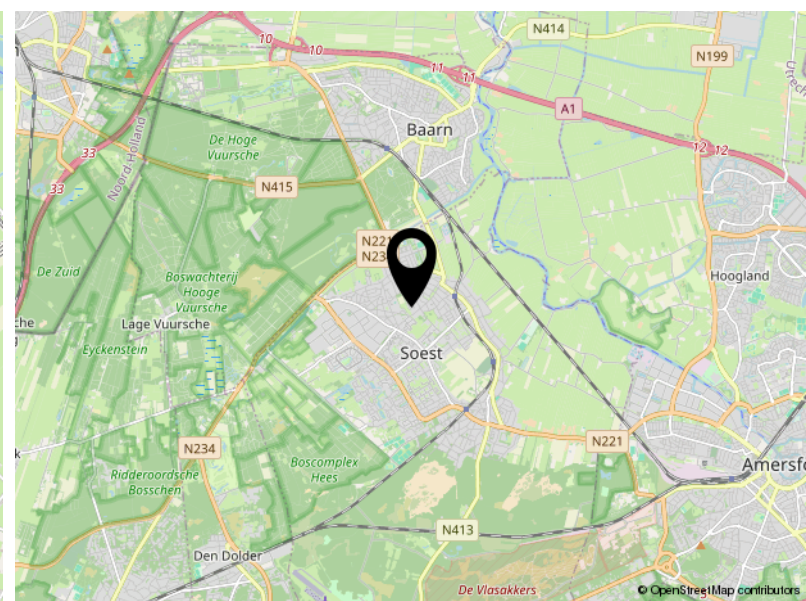 N414
10
10
N199
11
11
A1
Utrech
Baarn
De Hoge
Vuursche
33
33
Noord-Holland
12
12
N415
N221
N23
De Zuid
Boswachterij
Hooge
Vuursche
Hoogland
Lage Vuursche
Eyckenstein
Soest
N234
N221
Ridderoordsche
Bosschen
Boscomplex
Hees
Amersfo
N413
Den Dolder
De Vlasakkers
© OpenStreetMap contributors